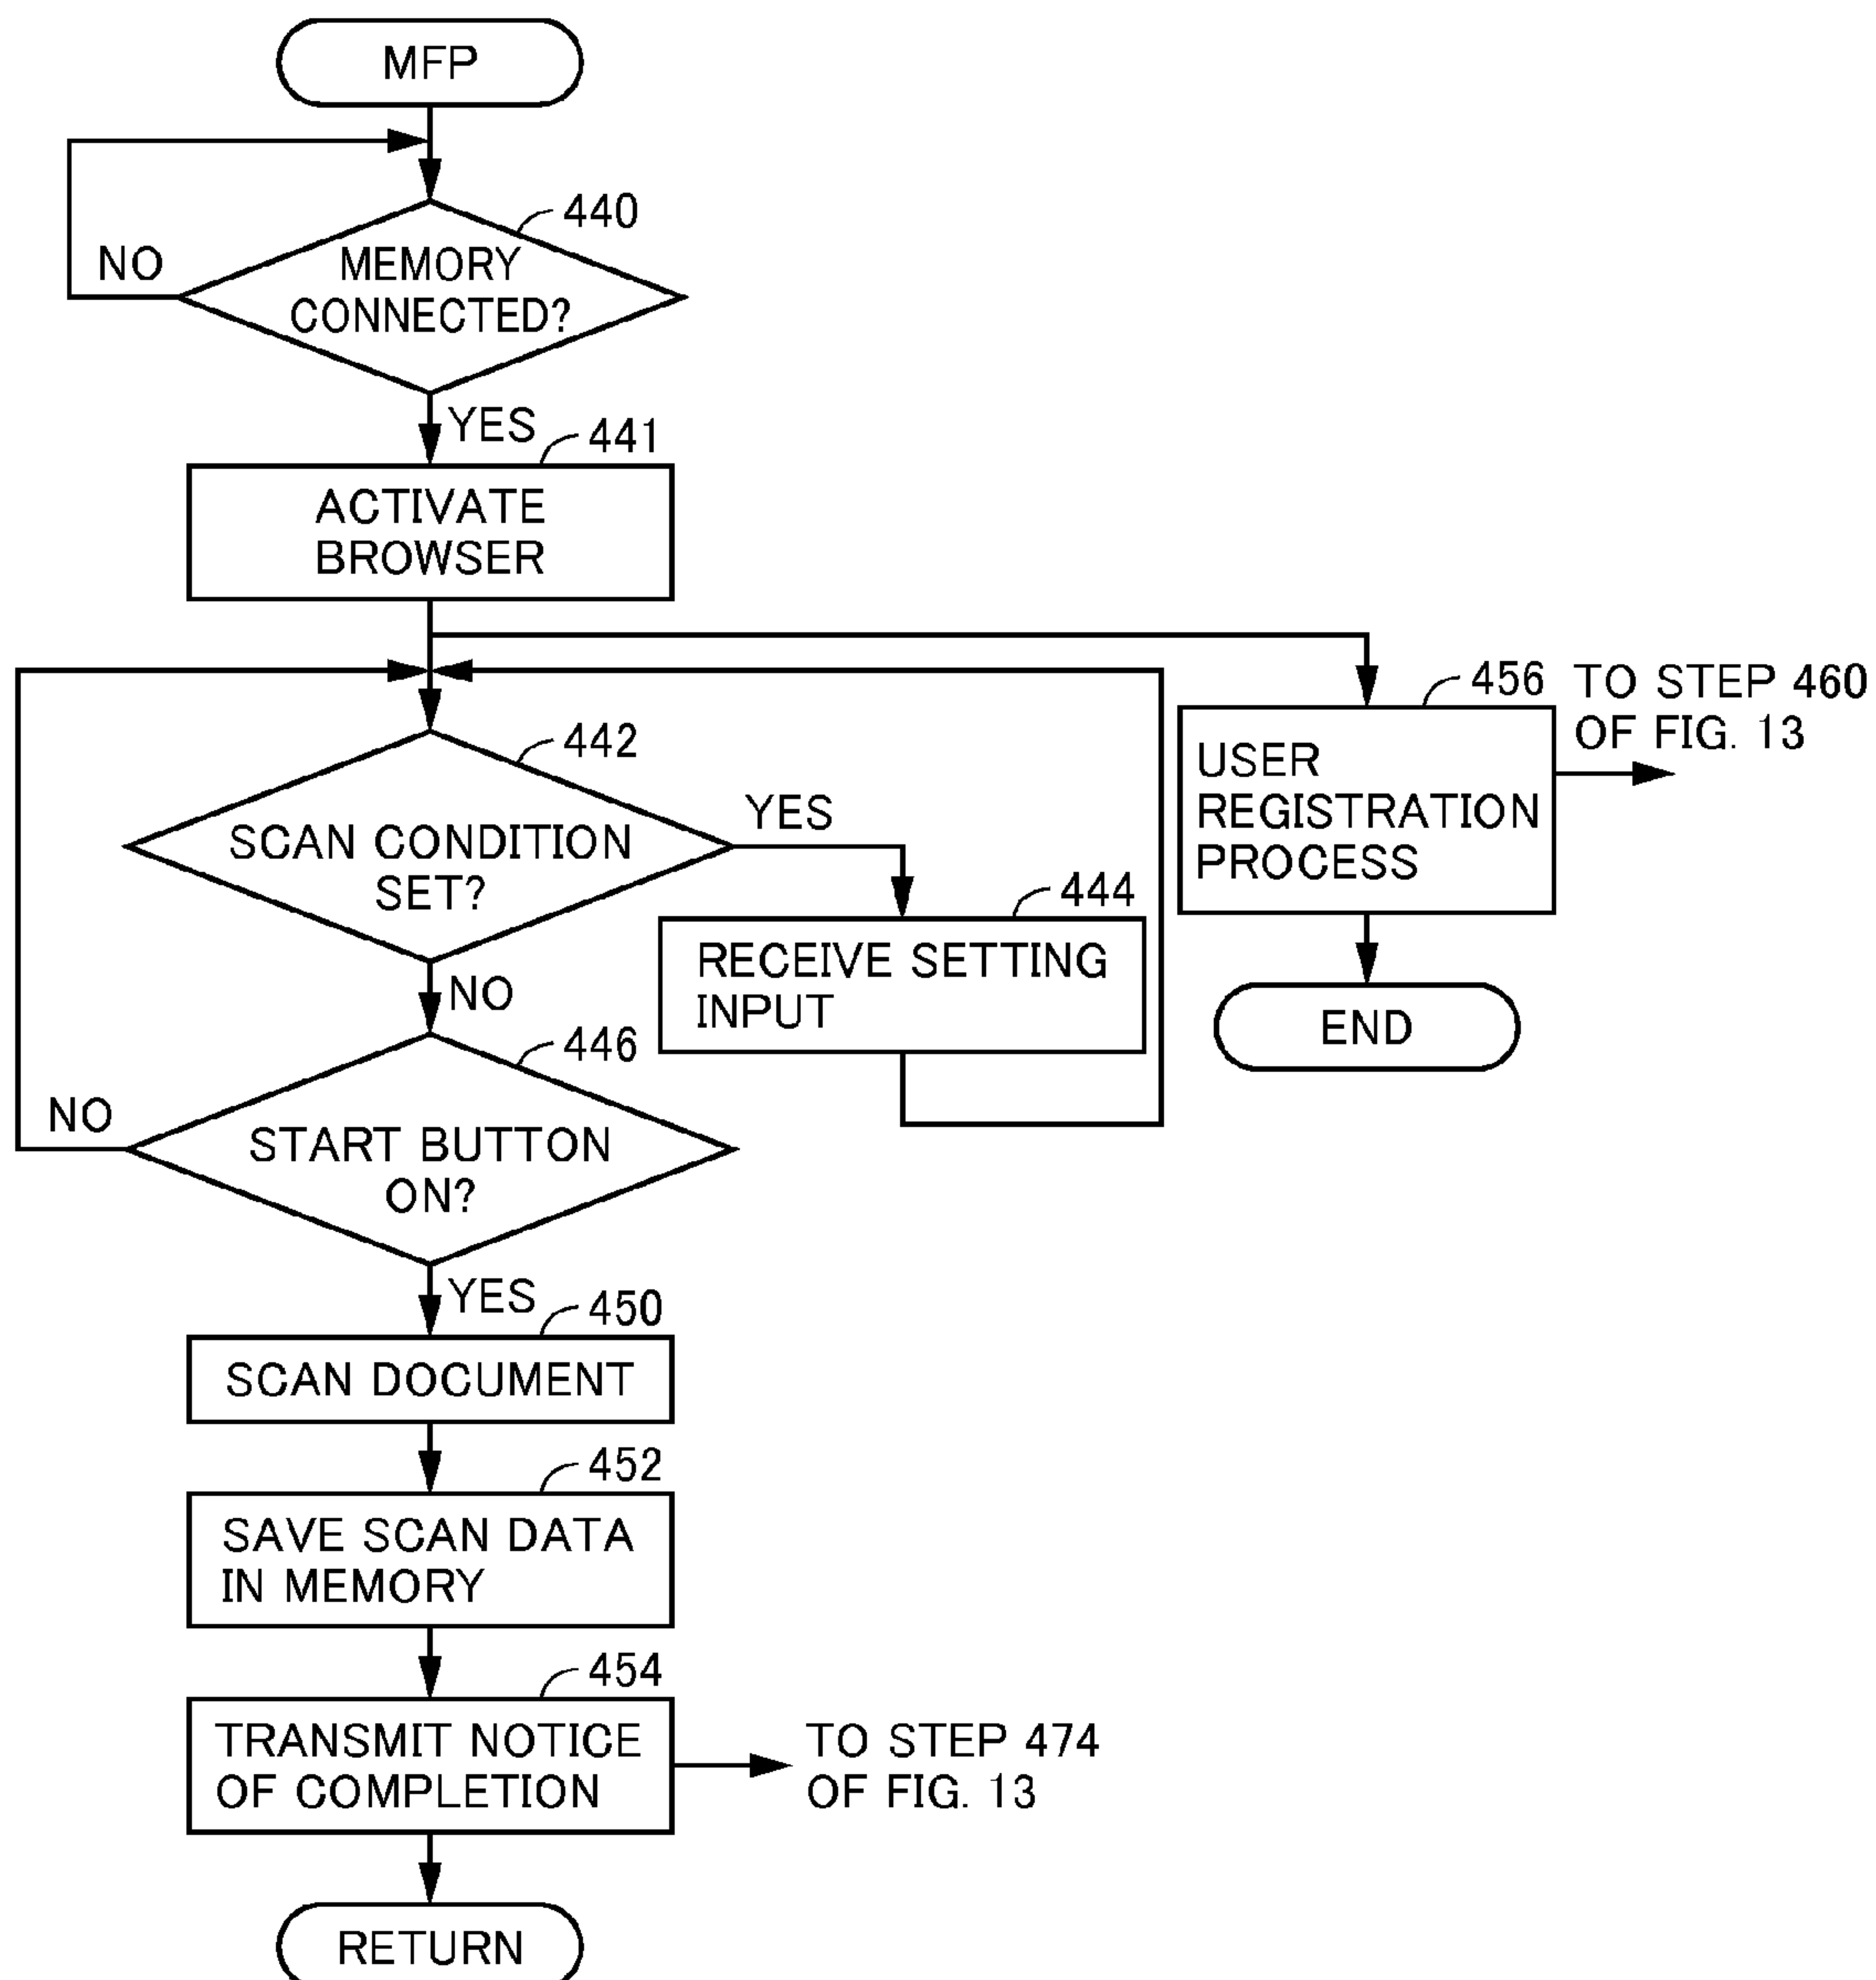 MFP
440
MEMORY
CONNECTED?
NO
YES
441
ACTIVATE
BROWSER
442
SCAN CONDITION
SET?
YES
NO
444
RECEIVE SETTING
INPUT
456
USER
REGISTRATION
PROCESS
TO STEP 460
OF FIG. 13
END
446
START BUTTON
ON?
NO
YES
450
SCAN DOCUMENT
452
SAVE SCAN DATA
IN MEMORY
454
TRANSMIT NOTICE
OF COMPLETION
TO STEP 474
OF FIG. 13
RETURN